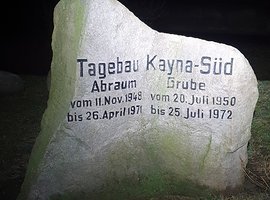 Tagebau Kayna-Süd
Abraum Grube
vom 11.Nov.1948 vom 20.Juli 1950
bis 26.April 1971 bis 25 Juli 1972